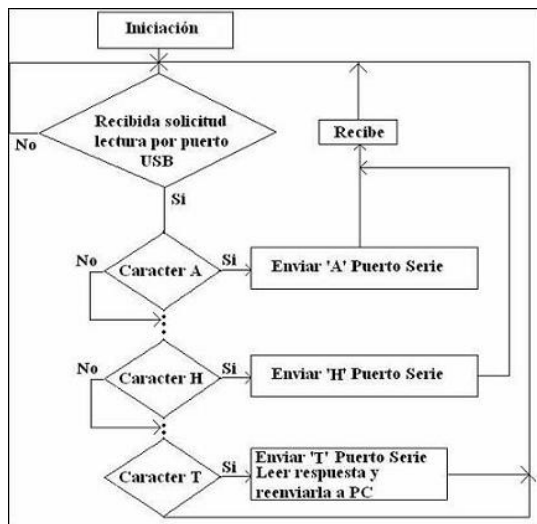 Iniciación
Recibida solicitud
lectura por puerto
USB
No
Recibe
Sí
No
Caracter A
Si
Enviar 'A' Puerto Serie
No
Caracter H
Si
Enviar 'H' Puerto Serie
Caracter T
Si
Enviar 'T' Puerto Serie
Leer respuesta y
reenviarla a PC